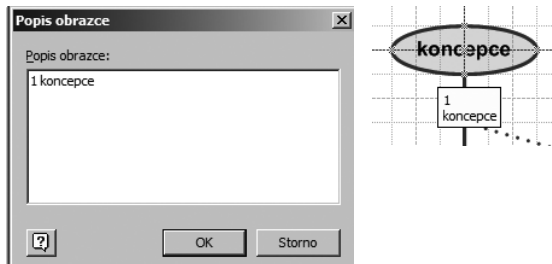 Popis obrazce
Popis obrazce:
1 koncepce
OK
Storno
koncepce
1
koncepce